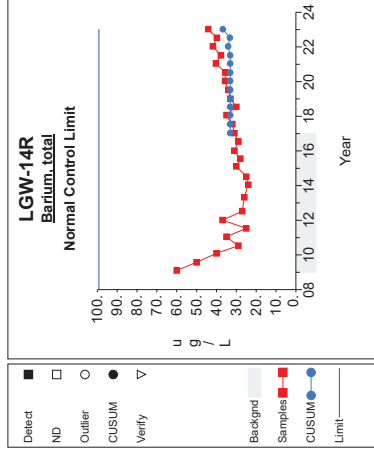 LGW-14R
Barium, total
Normal Control Limit
100.
90.
80.
70.
60.
50.
40.
30.
20.
10.
0.
u g / L
08 10 12 14 16 18 20 22 24
Year
Detect
ND
Outlier
CUSUM
Verify
Backgnd
Samples
CUSUM
Limit